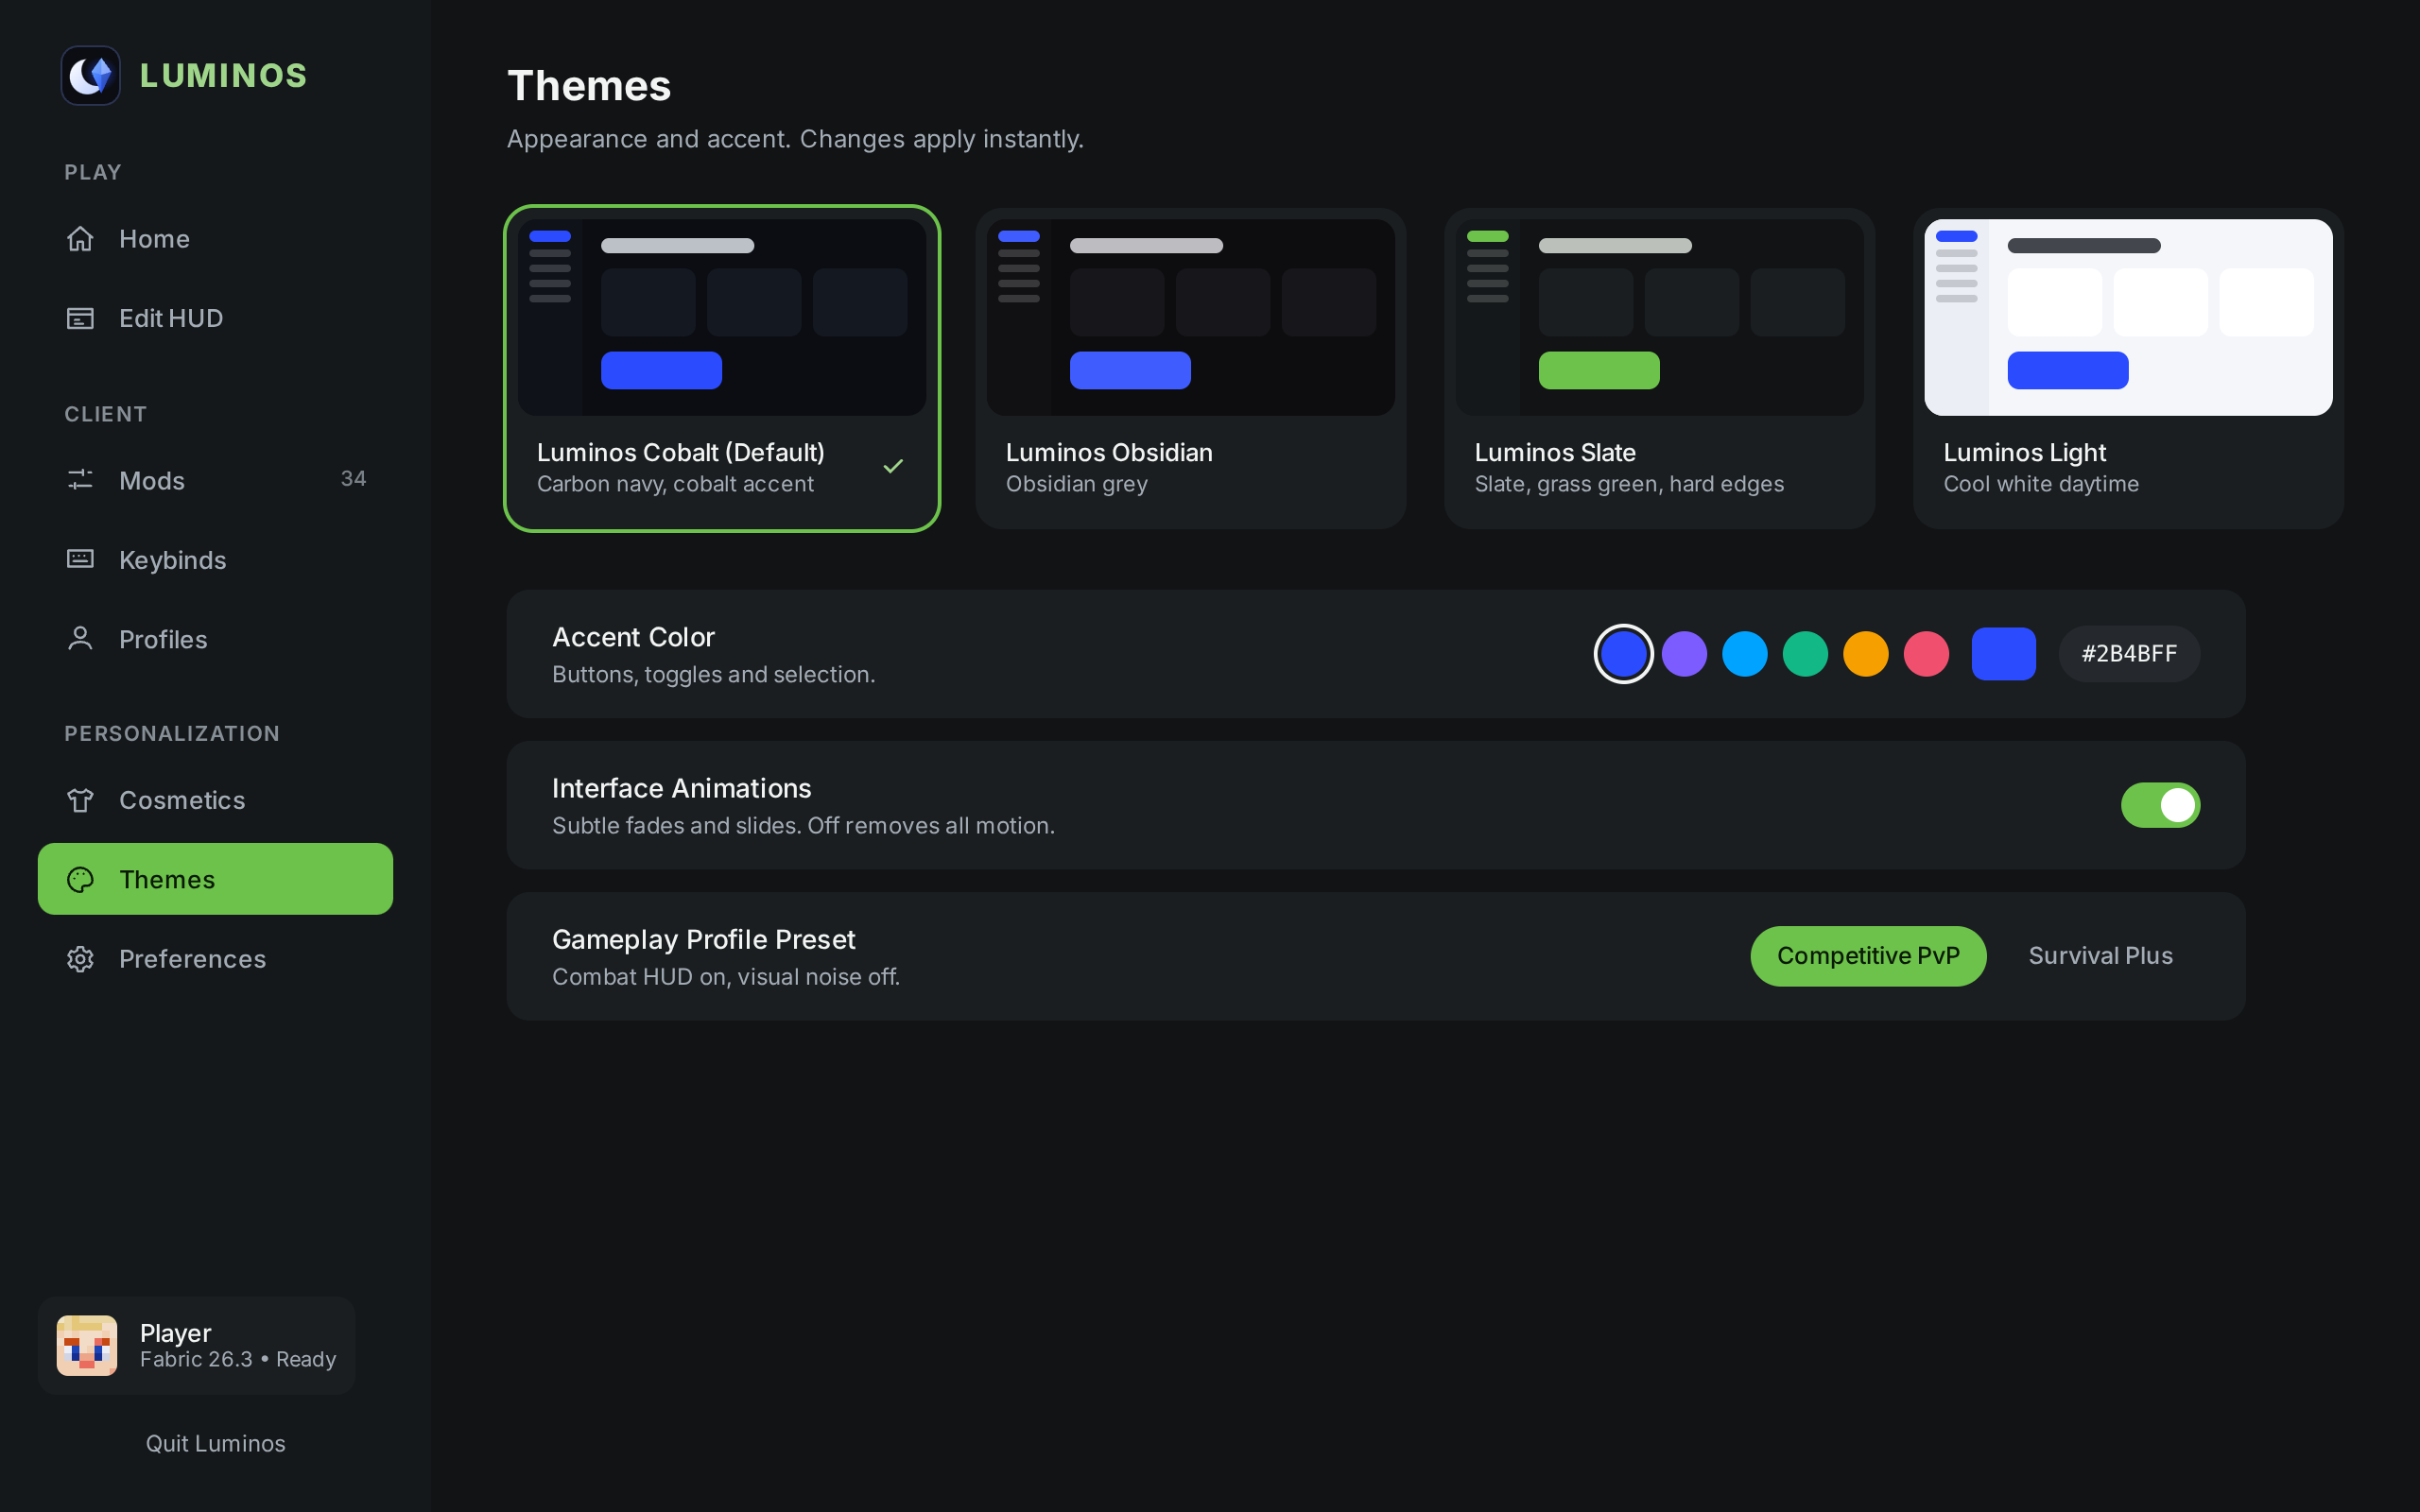 LUMINOS
PLAY
Home
Edit HUD
CLIENT
Mods 34
Keybinds
Profiles
PERSONALIZATION
Cosmetics
Themes
Preferences
Player
Fabric 26.3 • Ready
Quit Luminos
Themes
Appearance and accent. Changes apply instantly.
Luminos Cobalt (Default)
Carbon navy, cobalt accent
Luminos Obsidian
Obsidian grey
Luminos Slate
Slate, grass green, hard edges
Luminos Light
Cool white daytime
Accent Color
Buttons, toggles and selection.
#2B4BFF
Interface Animations
Subtle fades and slides. Off removes all motion.
Gameplay Profile Preset
Combat HUD on, visual noise off.
Competitive PvP
Survival Plus